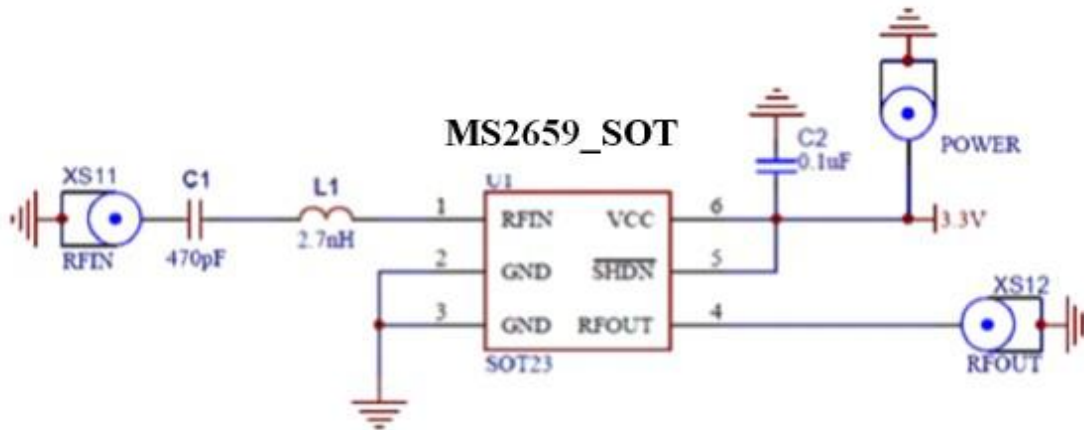 MS2659_SOT
C2
0.1uF
POWER
XS11
C1
L1
U1
1
RFIN
VCC
6
3.3V
RFIN
470pF
2.7nH
2
GND
SHDN
5
3
GND
RFOUT
4
XS12
SOT23
RFOUT